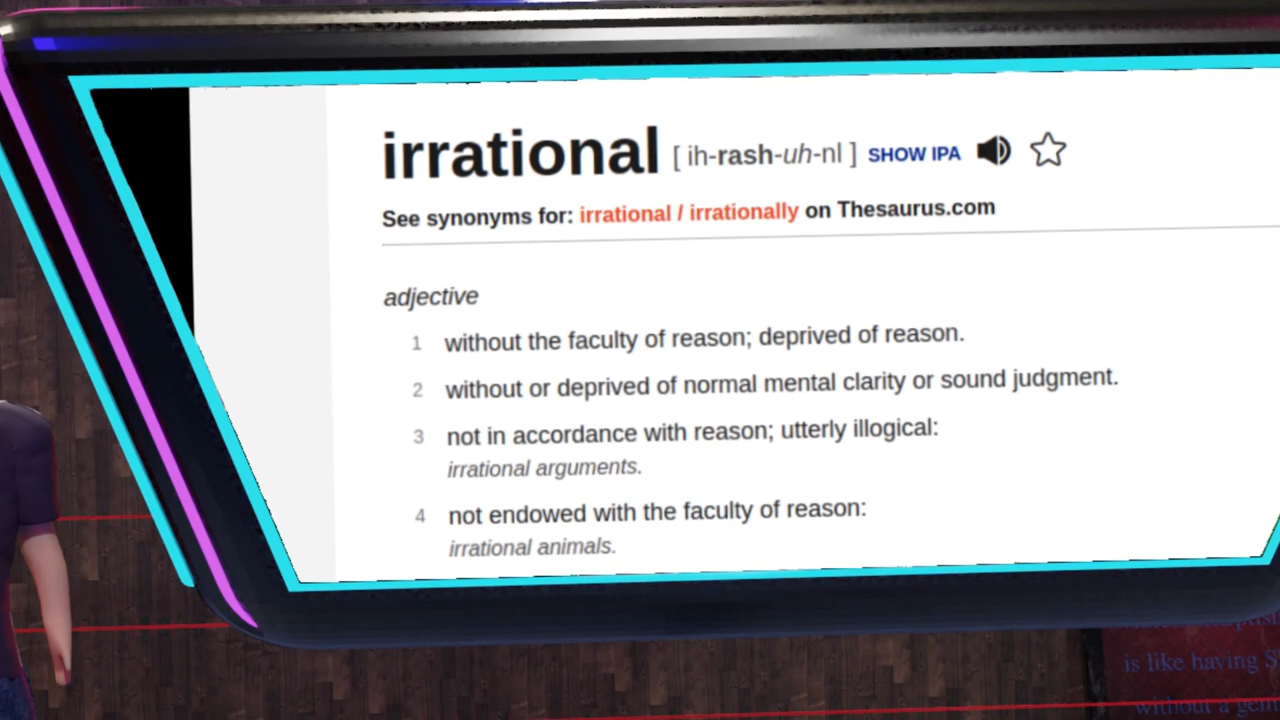 irrational [ ih-rash-uh-nl ] SHOW IPA
See synonyms for: irrational / irrationally on Thesaurus.com
adjective
1 without the faculty of reason; deprived of reason.
2 without or deprived of normal mental clarity or sound judgment.
3 not in accordance with reason; utterly illogical:
irrational arguments.
4 not endowed with the faculty of reason:
irrational animals.
is like having
without a